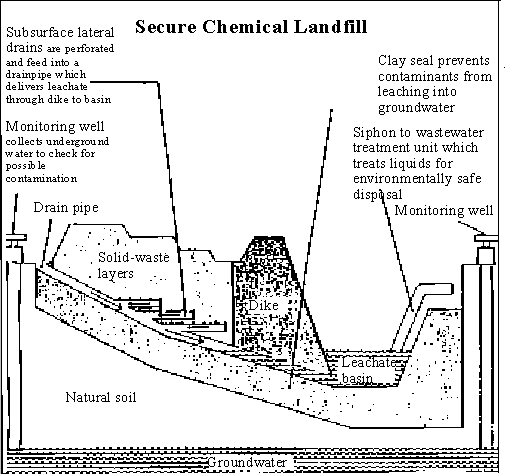 Secure Chemical Landfill
Subsurface lateral
drains are perforated
and feed into a
drainpipe which
delivers leachate
through dike to basin
Monitoring well
collects underground
water to check for
possible
contamination
Drain pipe
Solid-waste
layers
Dike
Clay seal prevents
contaminants from
leaching into
groundwater
Siphon to wastewater
treatment unit which
treats liquids for
environmentally safe
disposal
Monitoring well
Leachate
basin
Natural soil
Groundwater